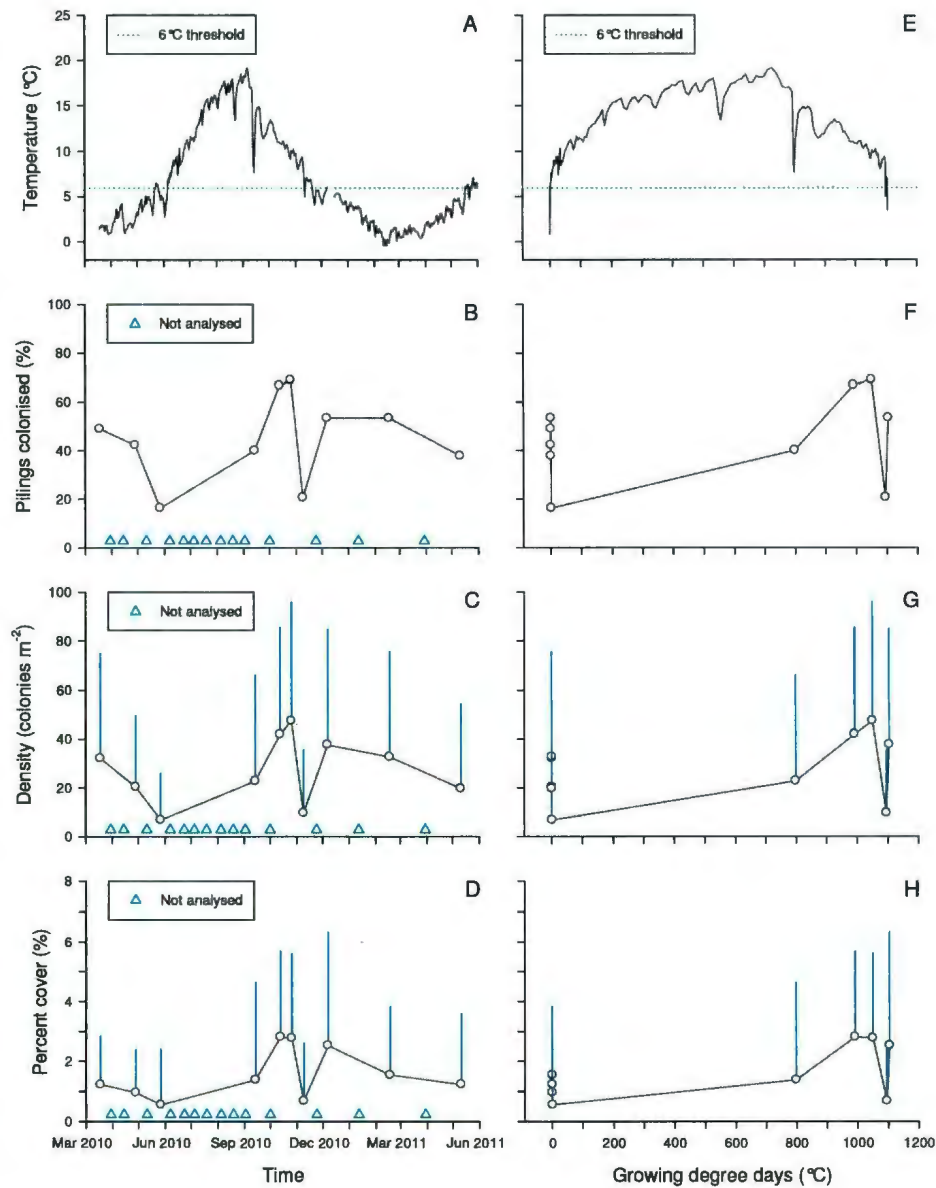 25
20
15
10
5
0
Temperature (°C)
6°C threshold
A
6°C threshold
E
100
80
60
40
20
0
Pilings colonised (%)
Not analysed
B
F
100
80
60
40
20
0
Density (colonies m⁻²)
Not analysed
C
G
8
6
4
2
0
Percent cover (%)
Not analysed
D
H
Mar 2010 Jun 2010 Sep 2010 Dec 2010 Mar 2011 Jun 2011
Time
0 200 400 600 800 1000 1200
Growing degree days (°C)